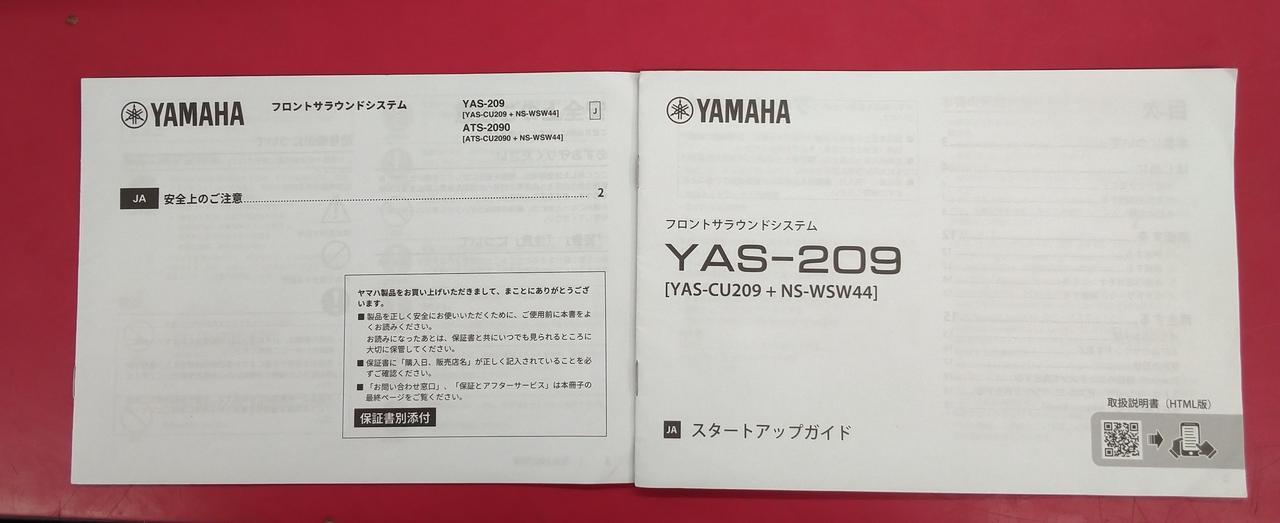 YAMAHA
フロントサラウンドシステム
YAS-209
[YAS-CU209 + NS-WSW44]
ATS-2090
[ATS-CU2090 + NS-WSW44]
J
JA 安全上のご注意 2
ヤマハ製品をお買い上げいただきまして、まことにありがとうござ
います。
■ 製品を正しく安全にお使いいただくために、ご使用前に本書をよ
くお読みください。
お読みになったあとは、保証書と共にいつでも見られるところに
大切に保管してください。
■ 保証書に「購入日、販売店名」が正しく記入されていることを必
ずご確認ください。
■ 「お問い合わせ窓口」、「保証とアフターサービス」は本冊子の
最終ページをご覧ください。
保証書別添付
YAMAHA
フロントサラウンドシステム
YAS-209
[YAS-CU209 + NS-WSW44]
JA スタートアップガイド
取扱説明書（HTML版）